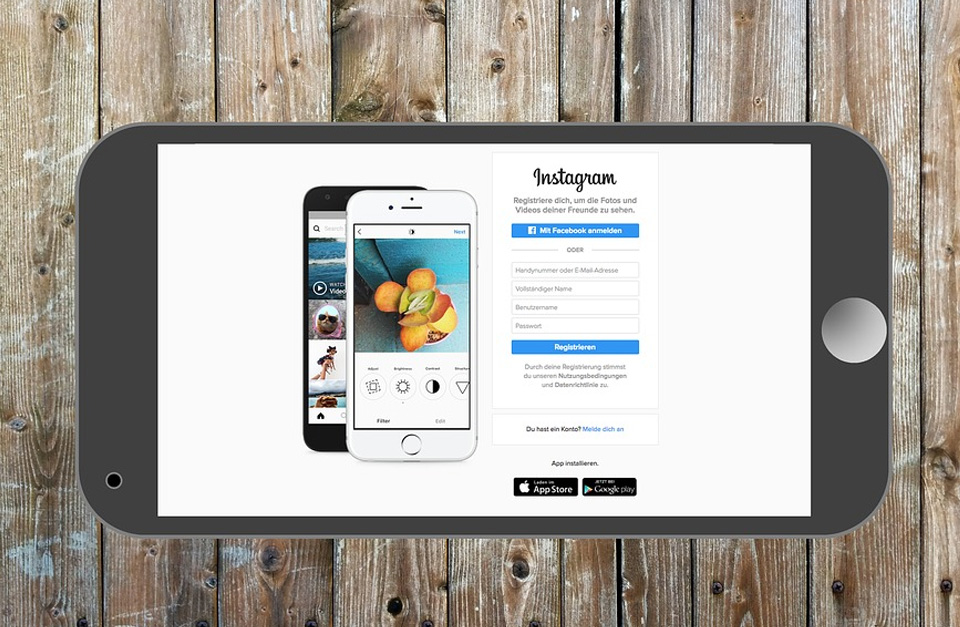 Instagram
Registriere dich, um die Fotos und
Videos deiner Freunde zu sehen.
Mit Facebook anmelden
ODER
Handynummer oder E-Mail-Adresse
Vollständiger Name
Benutzername
Passwort
Registrieren
Durch deine Registrierung stimmst
du unseren Nutzungsbedingungen
und Datenrichtlinie zu.
Du hast ein Konto? Melde dich an
App installieren.
Laden im
App Store
JETZT BEI
Google play
Search
WATCH
Video
Next
Adjust
Brightness
Contrast
Structure
Filter
Edit